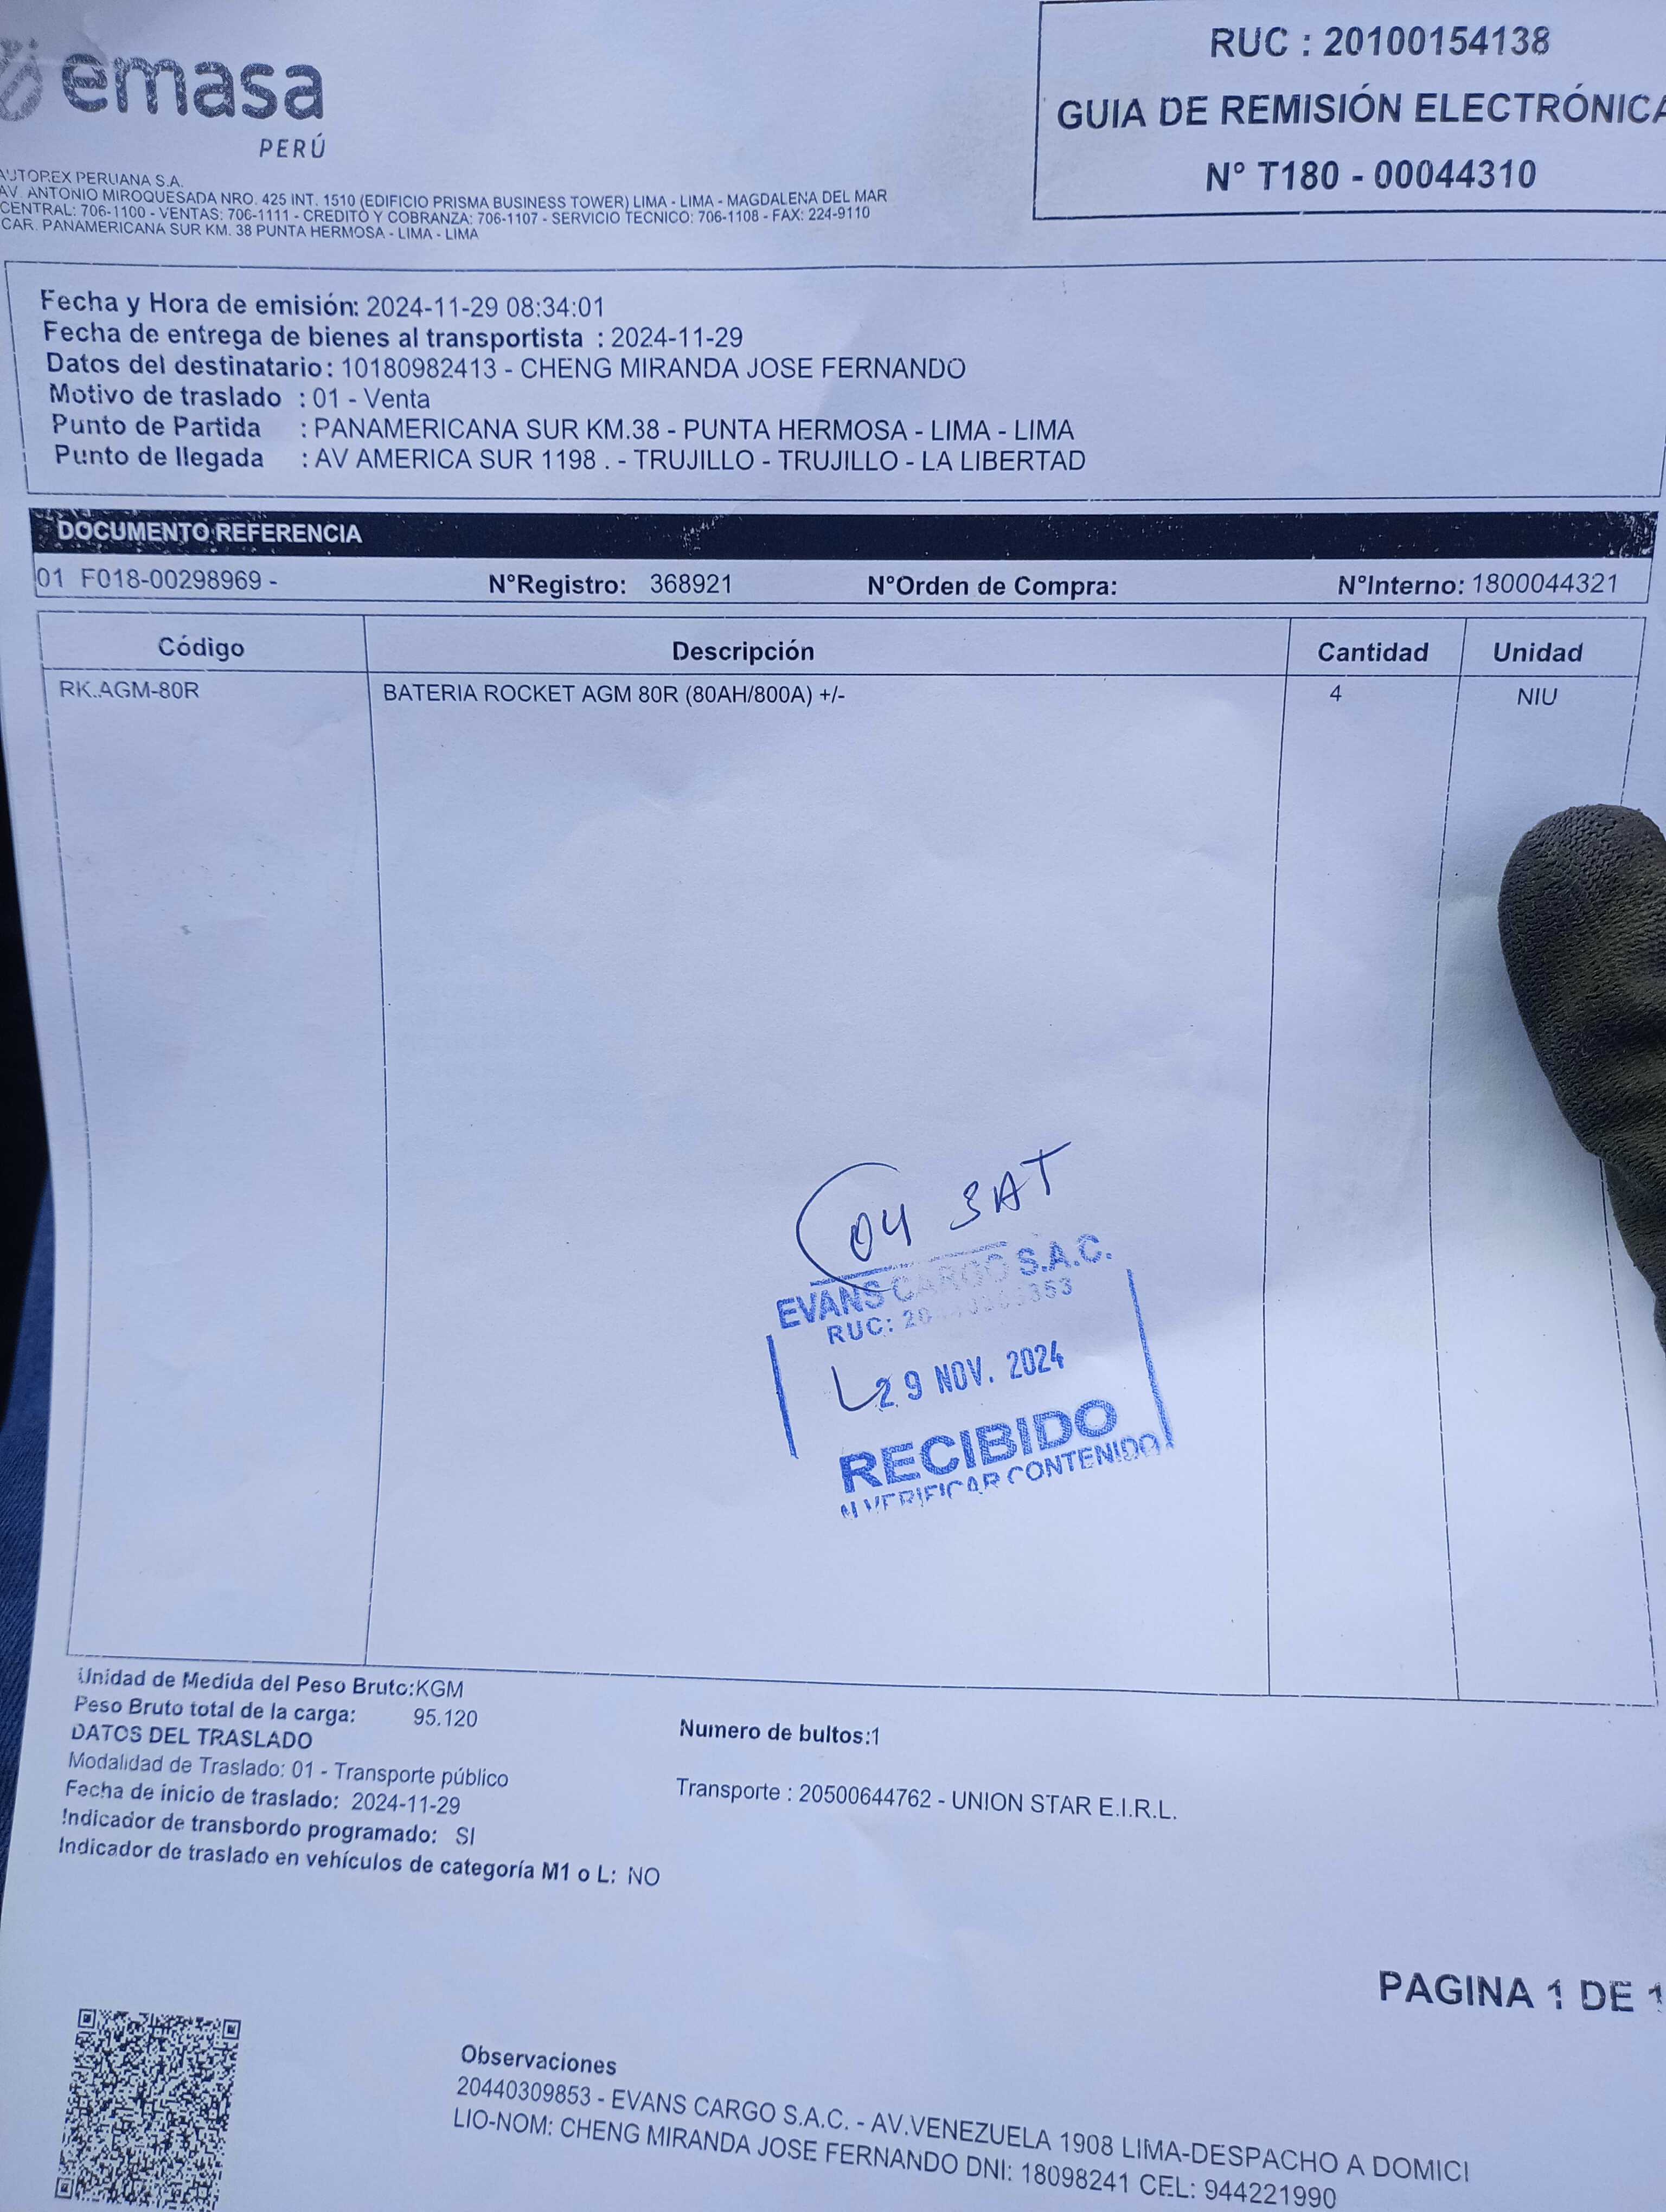 emasa
PERÚ
RUC : 20100154138
GUIA DE REMISIÓN ELECTRÓNICA
N° T180 - 00044310
AUTOREX PERUANA S.A.
AV. ANTONIO MIROQUESADA NRO. 425 INT. 1510 (EDIFICIO PRISMA BUSINESS TOWER) LIMA - LIMA - MAGDALENA DEL MAR
CENTRAL: 706-1100 - VENTAS: 706-1111 - CREDITO Y COBRANZA: 706-1107 - SERVICIO TECNICO: 706-1108 - FAX: 224-9110
CAR. PANAMERICANA SUR KM. 38 PUNTA HERMOSA - LIMA - LIMA
Fecha y Hora de emisión: 2024-11-29 08:34:01
Fecha de entrega de bienes al transportista : 2024-11-29
Datos del destinatario : 10180982413 - CHENG MIRANDA JOSE FERNANDO
Motivo de traslado : 01 - Venta
Punto de Partida : PANAMERICANA SUR KM.38 - PUNTA HERMOSA - LIMA - LIMA
Punto de llegada : AV AMERICA SUR 1198 . - TRUJILLO - TRUJILLO - LA LIBERTAD
DOCUMENTO REFERENCIA
01 F018-00298969 - N°Registro: 368921 N°Orden de Compra: N°Interno: 1800044321
Código Descripción Cantidad Unidad
RK.AGM-80R BATERIA ROCKET AGM 80R (80AH/800A) +/- 4 NIU
04 BAT
EVANS CARGO S.A.C.
RUC:
29 NOV. 2024
RECIBIDO
VERIFICAR CONTENIDO
Unidad de Medida del Peso Bruto:KGM
Peso Bruto total de la carga: 95.120
Numero de bultos:1
DATOS DEL TRASLADO
Modalidad de Traslado: 01 - Transporte público
Transporte : 20500644762 - UNION STAR E.I.R.L.
Fecha de inicio de traslado: 2024-11-29
Indicador de transbordo programado: SI
Indicador de traslado en vehículos de categoría M1 o L: NO
PAGINA 1 DE 1
Observaciones
20440309853 - EVANS CARGO S.A.C. - AV.VENEZUELA 1908 LIMA-DESPACHO A DOMICI
LIO-NOM: CHENG MIRANDA JOSE FERNANDO DNI: 18098241 CEL: 944221990